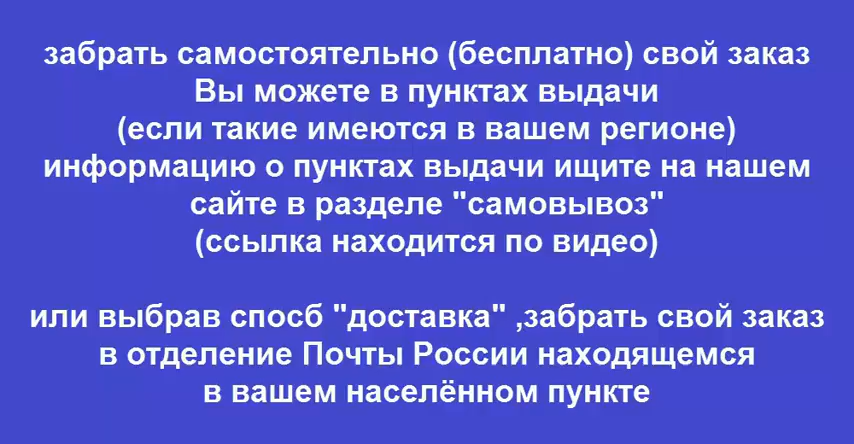 забрать самостоятельно (бесплатно) свой заказ
Вы можете в пунктах выдачи
(если такие имеются в вашем регионе)
информацию о пунктах выдачи ищите на нашем
сайте в разделе "самовывоз"
(ссылка находится по видео)
или выбрав спосб "доставка" ,забрать свой заказ
в отделение Почты России находящемся
в вашем населённом пункте